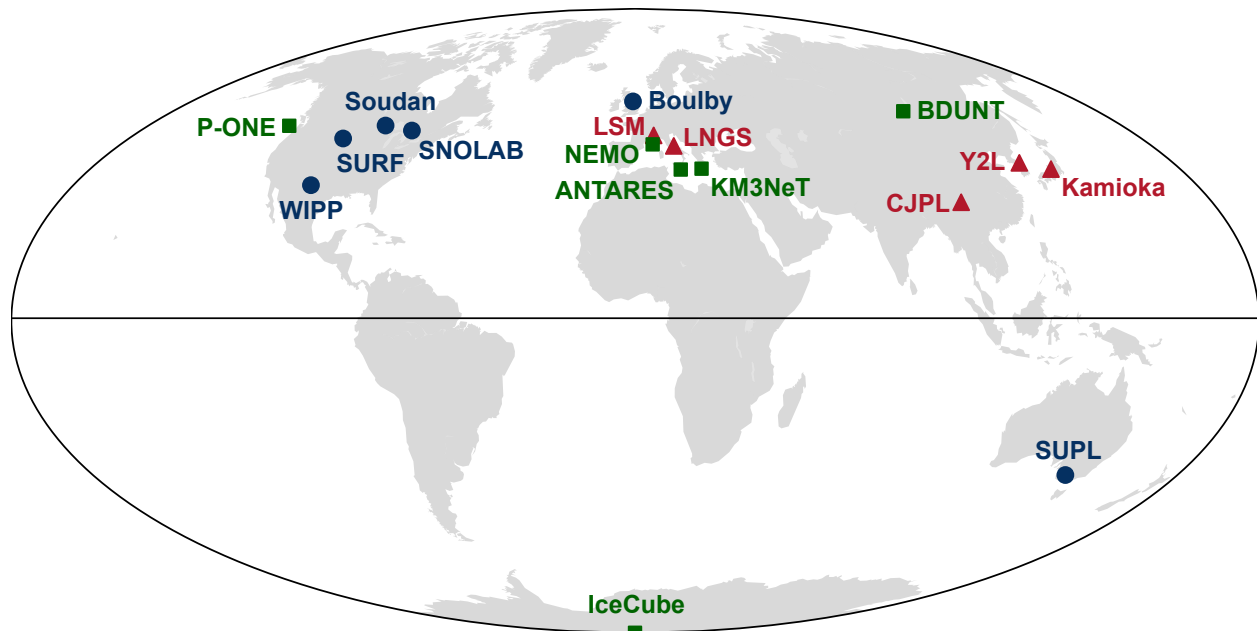 Soudan
Boulby
BDUNT
P-ONE
LSM
LNGS
SNOLAB
SURF
NEMO
Y2L
KM3NeT
Kamioka
ANTARES
CJPL
WIPP
SUPL
IceCube